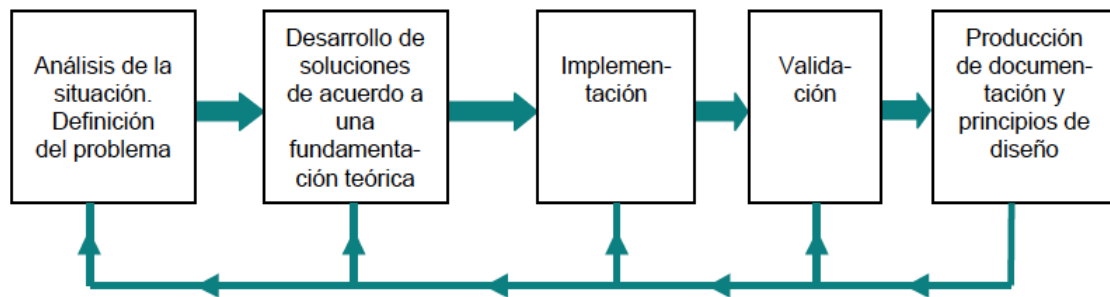 Análisis de la
situación.
Definición
del problema
Desarrollo de
soluciones
de acuerdo a
una
fundamenta-
ción teórica
Implemen-
tación
Valida-
ción
Producción
de documen-
tación y
principios de
diseño